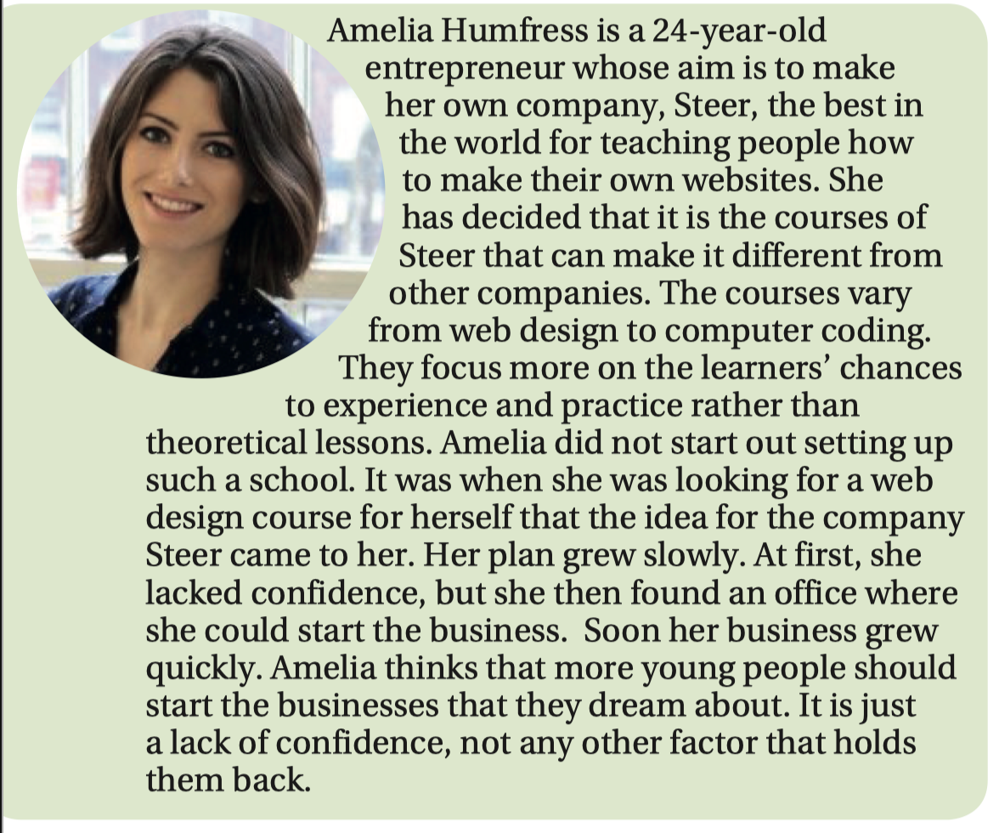 Amelia Humfress is a 24-year-old
entrepreneur whose aim is to make
her own company, Steer, the best in
the world for teaching people how
to make their own websites. She
has decided that it is the courses of
Steer that can make it different from
other companies. The courses vary
from web design to computer coding.
They focus more on the learners’ chances
to experience and practice rather than
theoretical lessons. Amelia did not start out setting up
such a school. It was when she was looking for a web
design course for herself that the idea for the company
Steer came to her. Her plan grew slowly. At first, she
lacked confidence, but she then found an office where
she could start the business.  Soon her business grew
quickly. Amelia thinks that more young people should
start the businesses that they dream about. It is just
a lack of confidence, not any other factor that holds
them back.